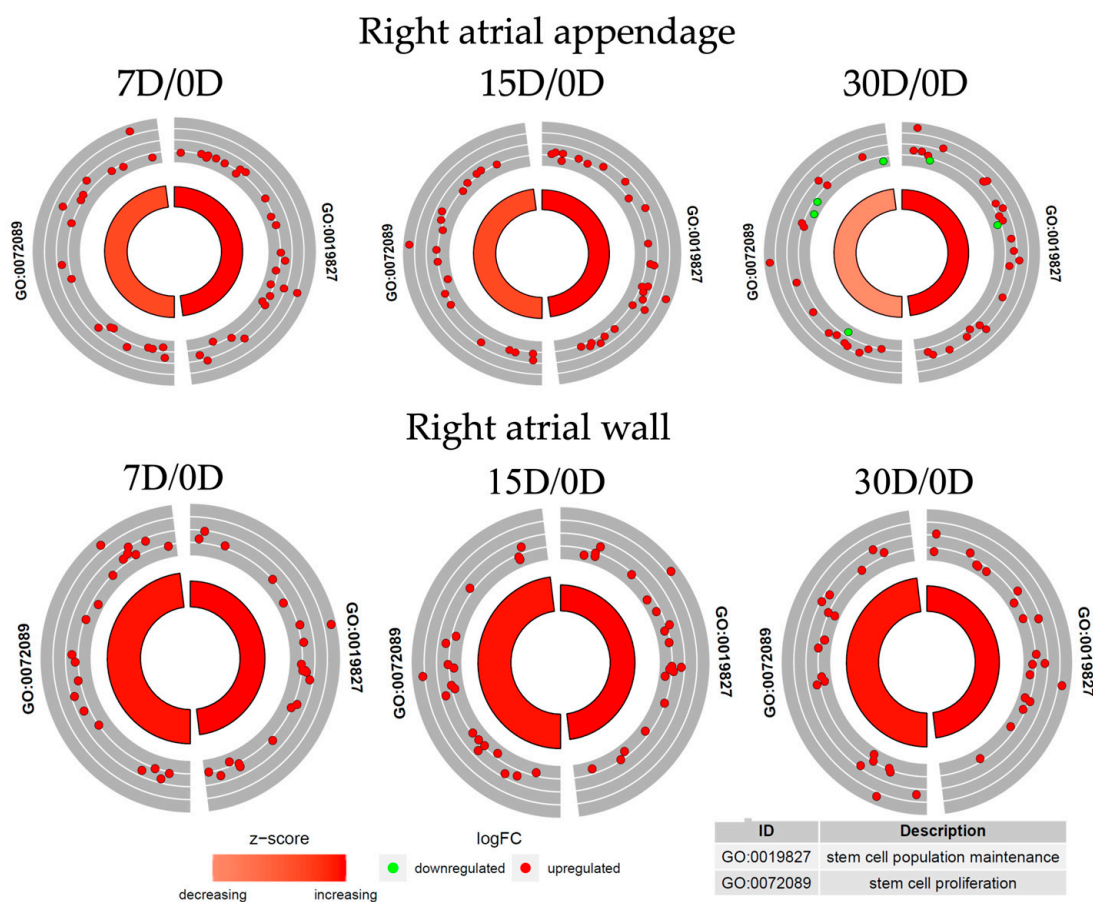 Right atrial appendage
7D/0D
15D/0D
30D/0D
GO:0072089
GO:0019827
GO:0072089
GO:0019827
GO:0072089
GO:0019827
Right atrial wall
7D/0D
15D/0D
30D/0D
GO:0072089
GO:0019827
GO:0072089
GO:0019827
GO:0072089
GO:0019827
z-score
decreasing increasing
logFC
downregulated upregulated
ID Description
GO:0019827 stem cell population maintenance
GO:0072089 stem cell proliferation